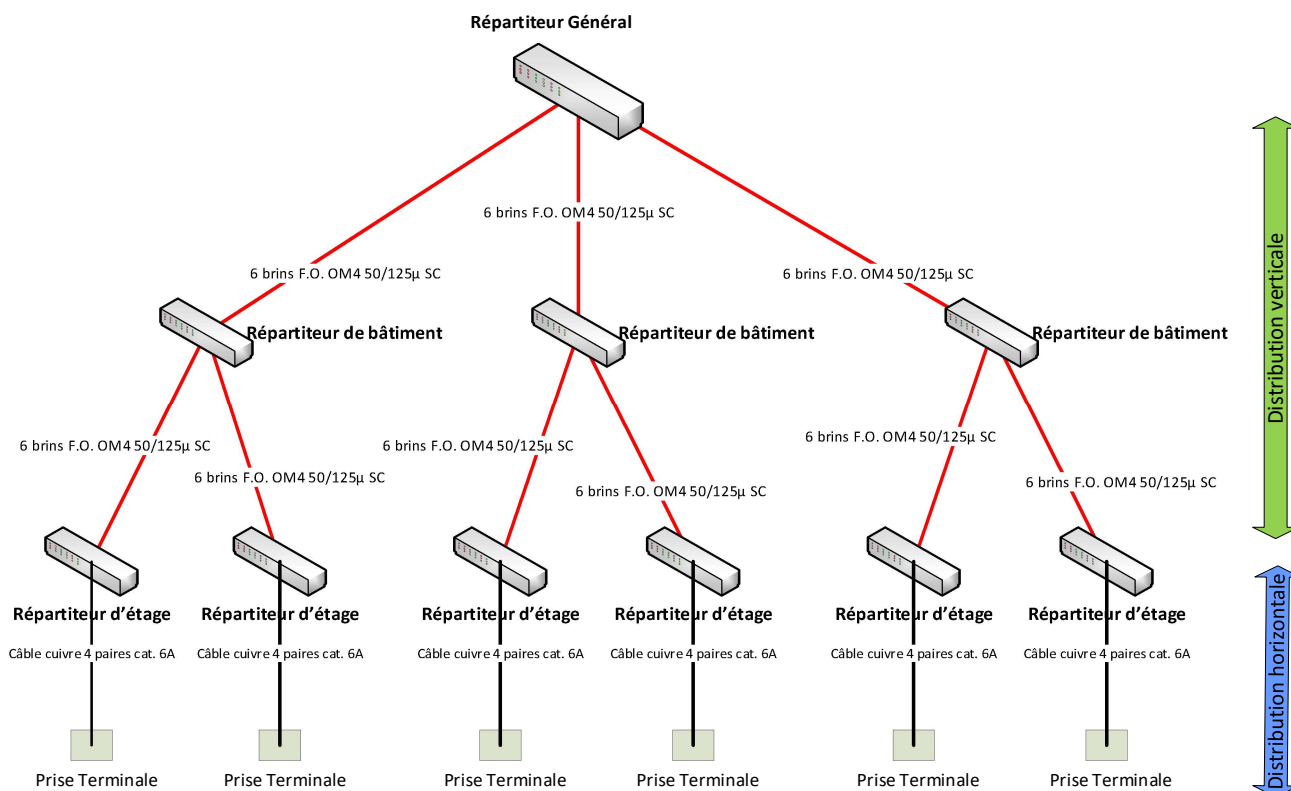 Répartiteur Général
6 brins F.O. OM4 50/125µ SC
6 brins F.O. OM4 50/125µ SC
6 brins F.O. OM4 50/125µ SC
Répartiteur de bâtiment
Répartiteur de bâtiment
Répartiteur de bâtiment
Distribution verticale
6 brins F.O. OM4 50/125µ SC
6 brins F.O. OM4 50/125µ SC
6 brins F.O. OM4 50/125µ SC
6 brins F.O. OM4 50/125µ SC
6 brins F.O. OM4 50/125µ SC
6 brins F.O. OM4 50/125µ SC
Répartiteur d’étage
Répartiteur d’étage
Répartiteur d’étage
Répartiteur d’étage
Répartiteur d’étage
Répartiteur d’étage
Câble cuivre 4 paires cat. 6A
Câble cuivre 4 paires cat. 6A
Câble cuivre 4 paires cat. 6A
Câble cuivre 4 paires cat. 6A
Câble cuivre 4 paires cat. 6A
Câble cuivre 4 paires cat. 6A
Distribution horizontale
Prise Terminale
Prise Terminale
Prise Terminale
Prise Terminale
Prise Terminale
Prise Terminale